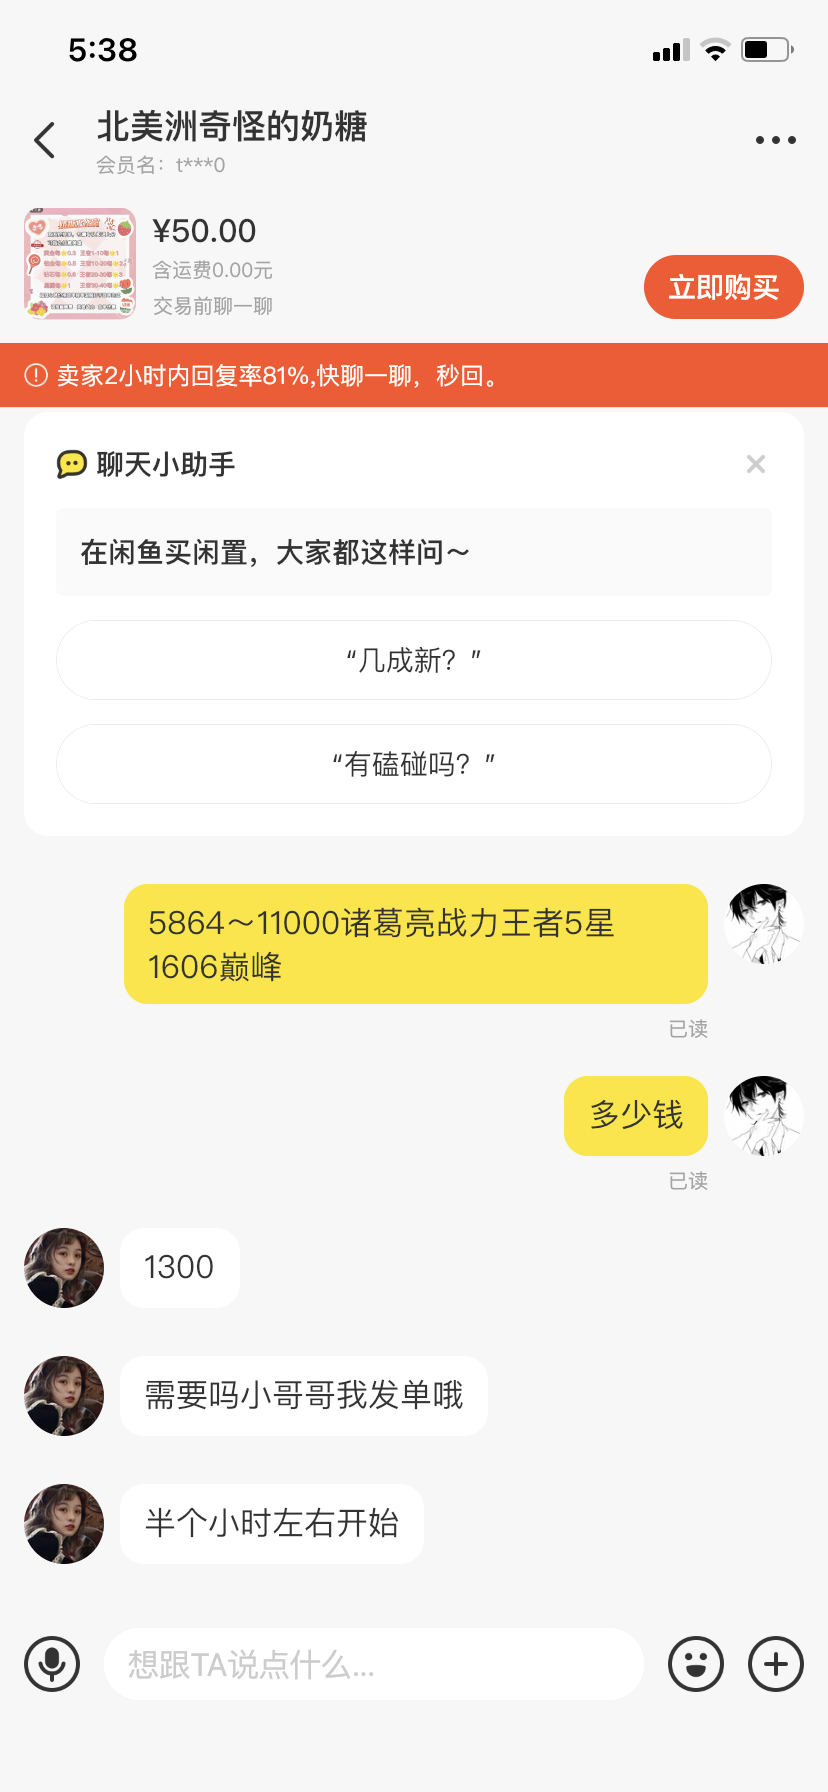 5:38
北美洲奇怪的奶糖
会员名：t***0
¥50.00
含运费0.00元
交易前聊一聊
立即购买
卖家2小时内回复率81%,快聊一聊，秒回。
聊天小助手
在闲鱼买闲置，大家都这样问～
“几成新？”
“有磕碰吗？”
5864～11000诸葛亮战力王者5星
1606巅峰
已读
多少钱
已读
1300
需要吗小哥哥我发单哦
半个小时左右开始
想跟TA说点什么...